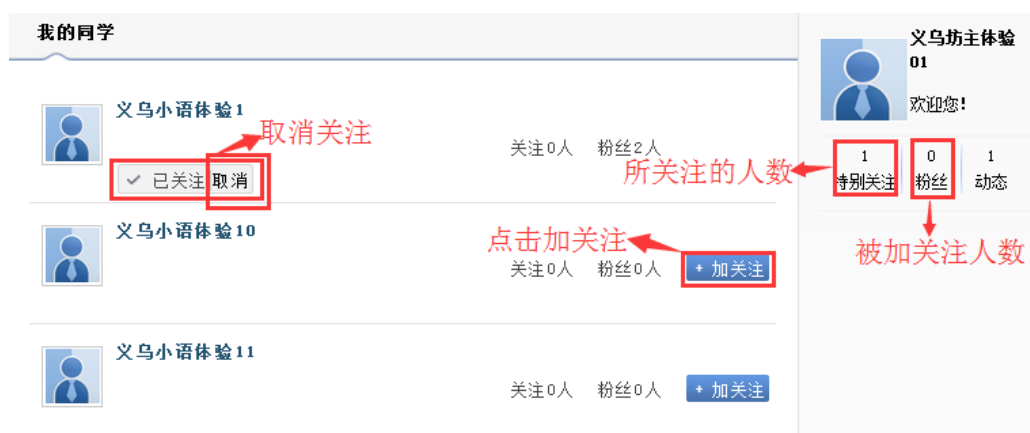 我的同学
义乌小语体验1
取消关注
关注0人 粉丝2人
✓ 已关注 取消
义乌小语体验10
点击加关注
关注0人 粉丝0人 + 加关注
义乌小语体验11
关注0人 粉丝0人 + 加关注
义乌坊主体验
01
欢迎您!
所关注的人数
1 0 1
特别关注 粉丝 动态
被加关注人数